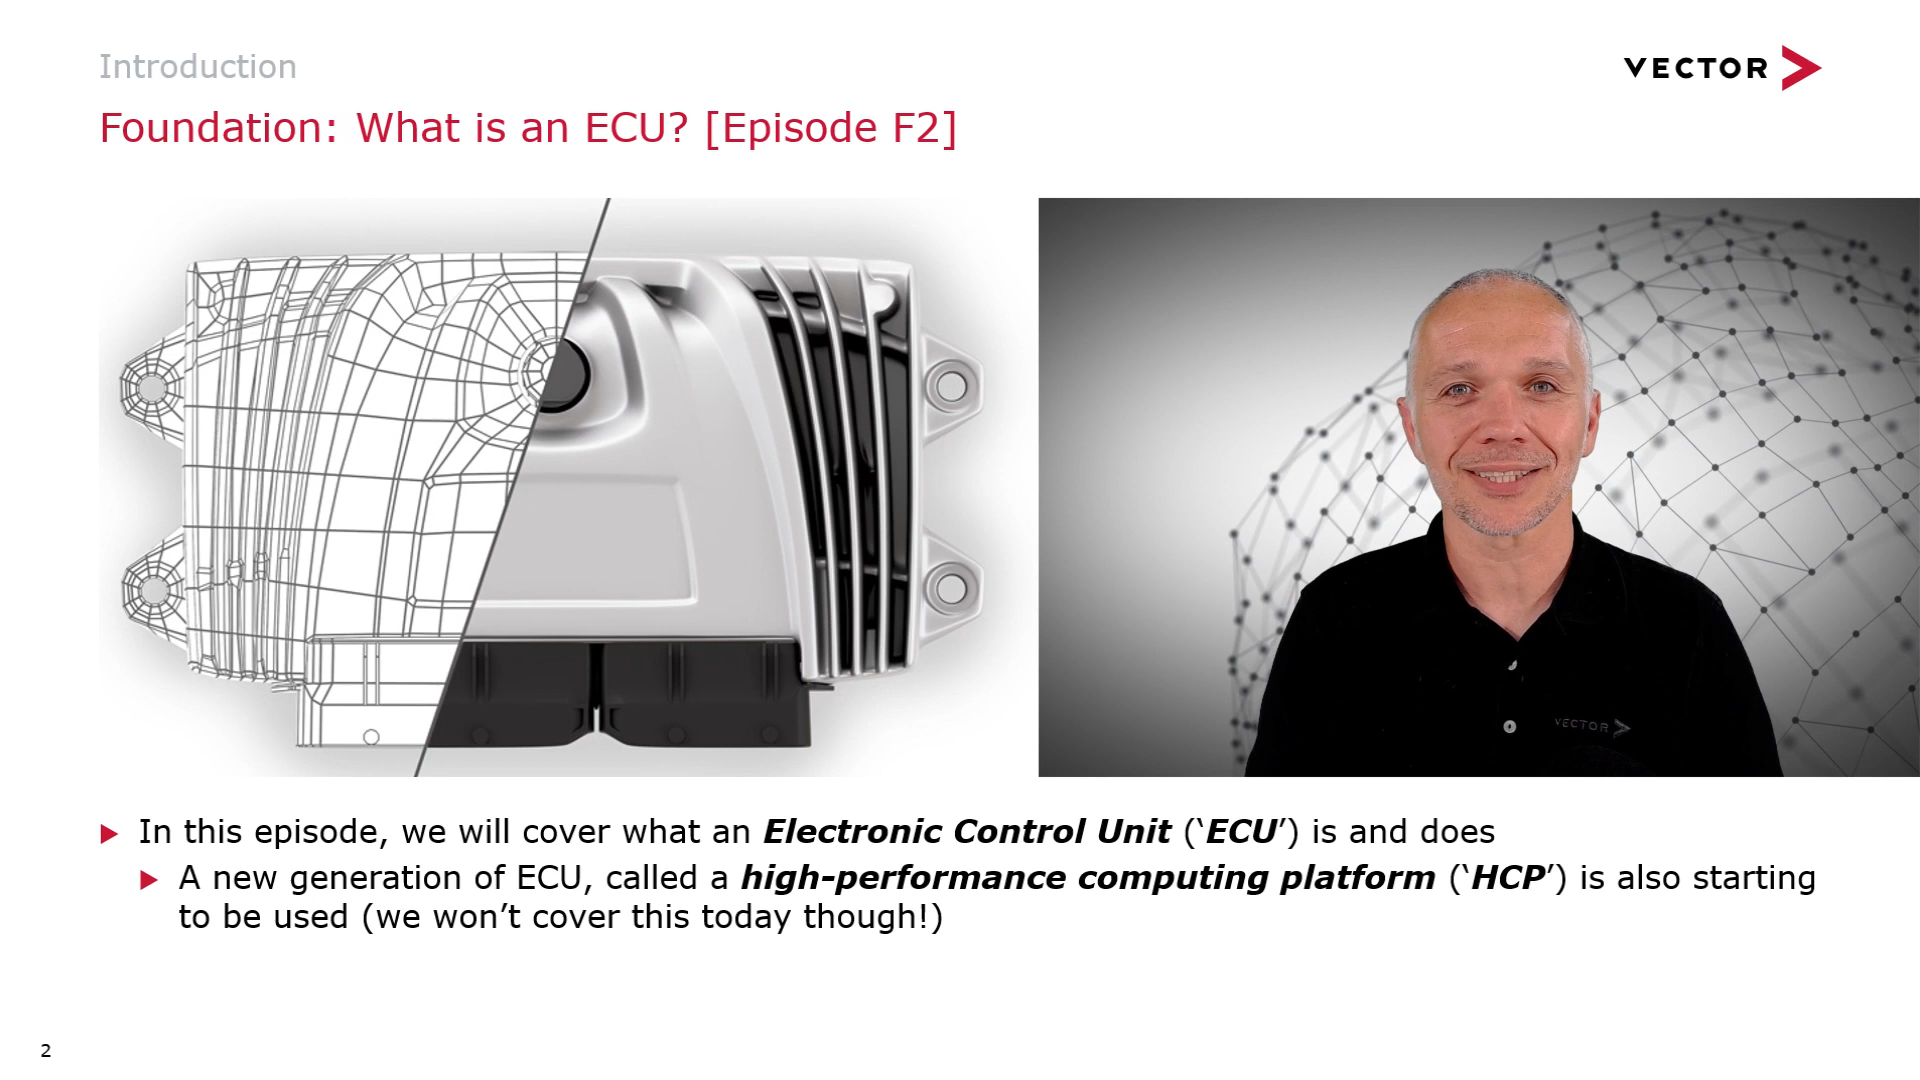 Introduction
VECTOR
Foundation: What is an ECU? [Episode F2]
VECTOR
▶ In this episode, we will cover what an Electronic Control Unit (‘ECU’) is and does
▶ A new generation of ECU, called a high-performance computing platform (‘HCP’) is also starting
to be used (we won’t cover this today though!)
2